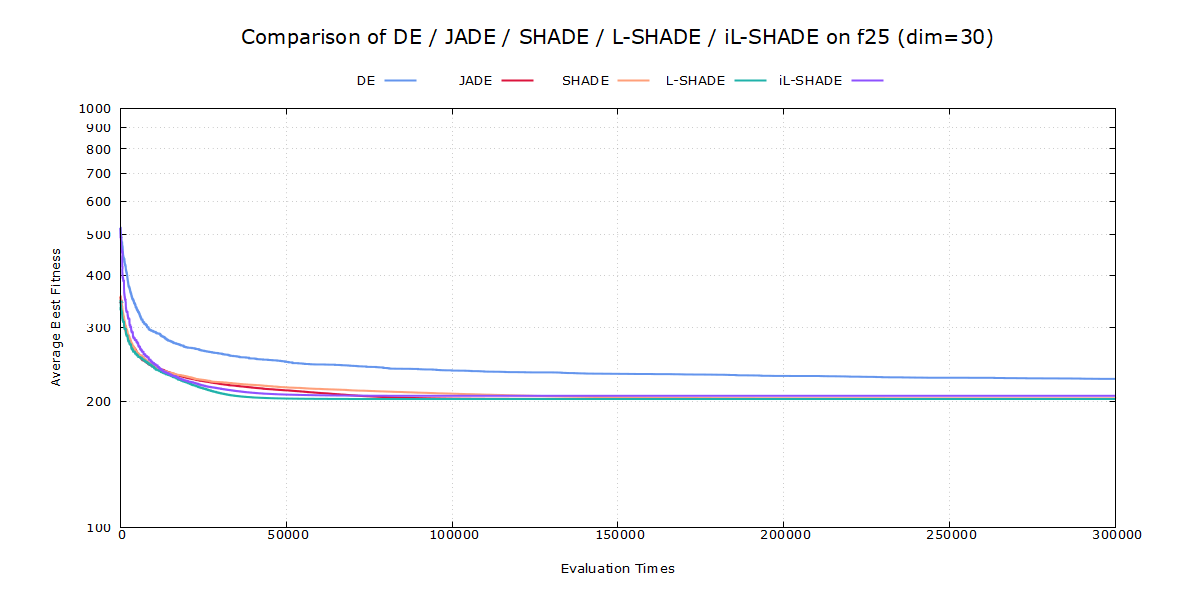 Comparison of DE / JADE / SHADE / L-SHADE / iL-SHADE on f25 (dim=30)
DE JADE SHADE L-SHADE iL-SHADE
1000
900
800
700
600
500
400
300
200
100
Average Best Fitness
0 50000 100000 150000 200000 250000 300000
Evaluation Times